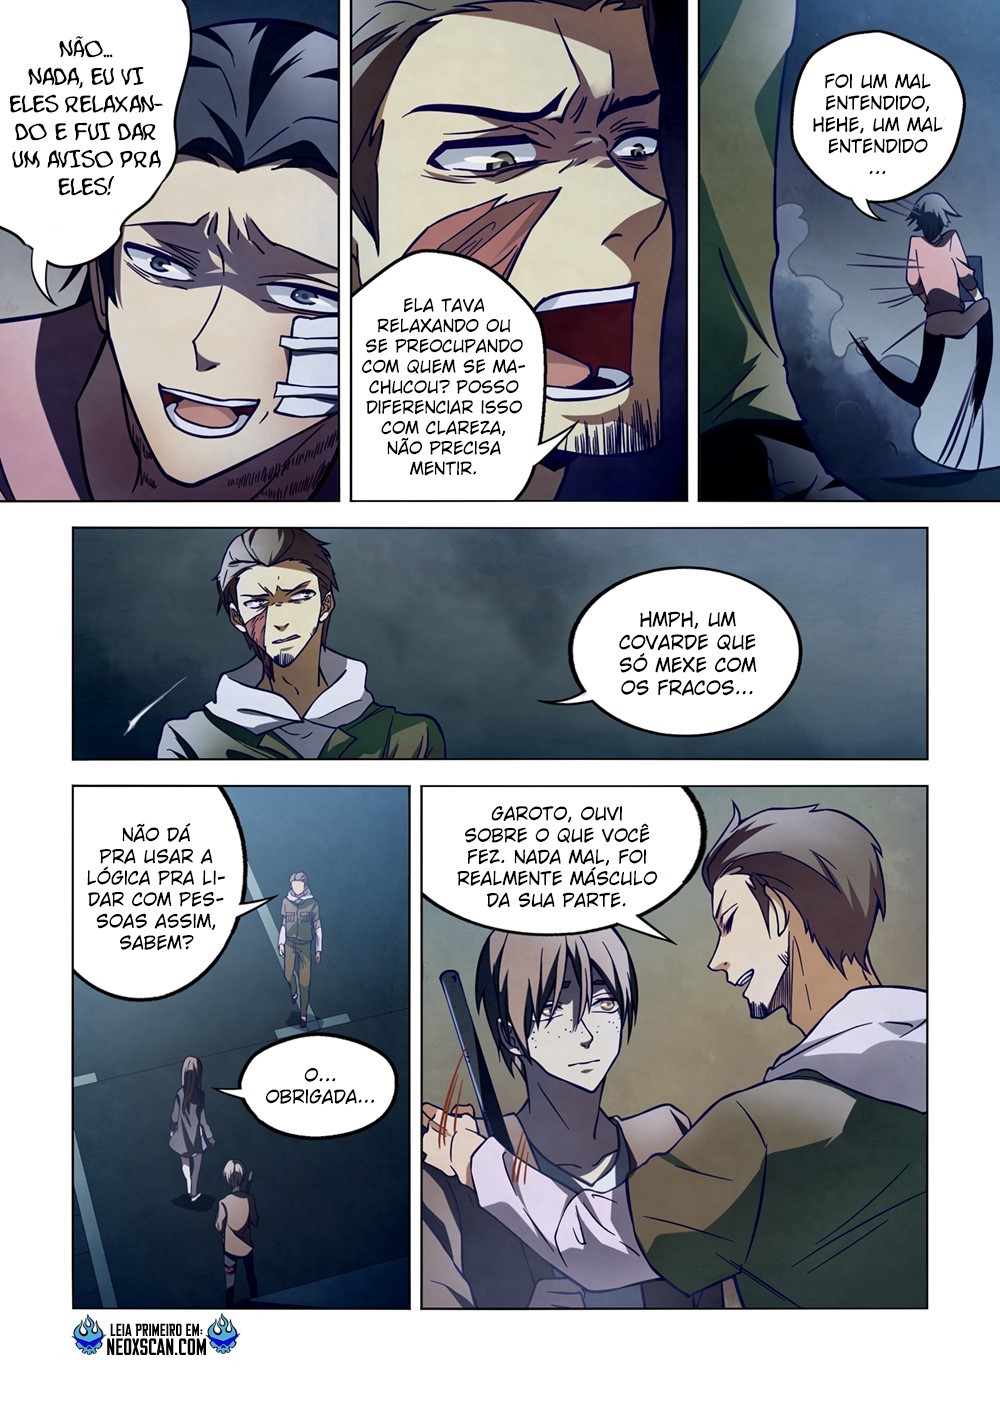 NÃO...
NADA, EU VI
ELES RELAXAN-
DO E FUI DAR
UM AVISO PRA
ELES!
ELA TAVA
RELAXANDO OU
SE PREOCUPANDO
COM QUEM SE MA-
CHUCOU? POSSO
DIFERENCIAR ISSO
COM CLAREZA,
NÃO PRECISA
MENTIR.
FOI UM MAL
ENTENDIDO,
HEHE, UM MAL
ENTENDIDO
...
HMPH, UM
COVARDE QUE
SÓ MEXE COM
OS FRACOS...
NÃO DÁ
PRA USAR A
LÓGICA PRA LI-
DAR COM PES-
SOAS ASSIM,
SABEM?
O...
OBRIGADA...
GAROTO, OUVI
SOBRE O QUE VOCÊ
FEZ. NADA MAL, FOI
REALMENTE MÁSCULO
DA SUA PARTE.
LEIA PRIMEIRO EM:
NEOXSCAN.COM